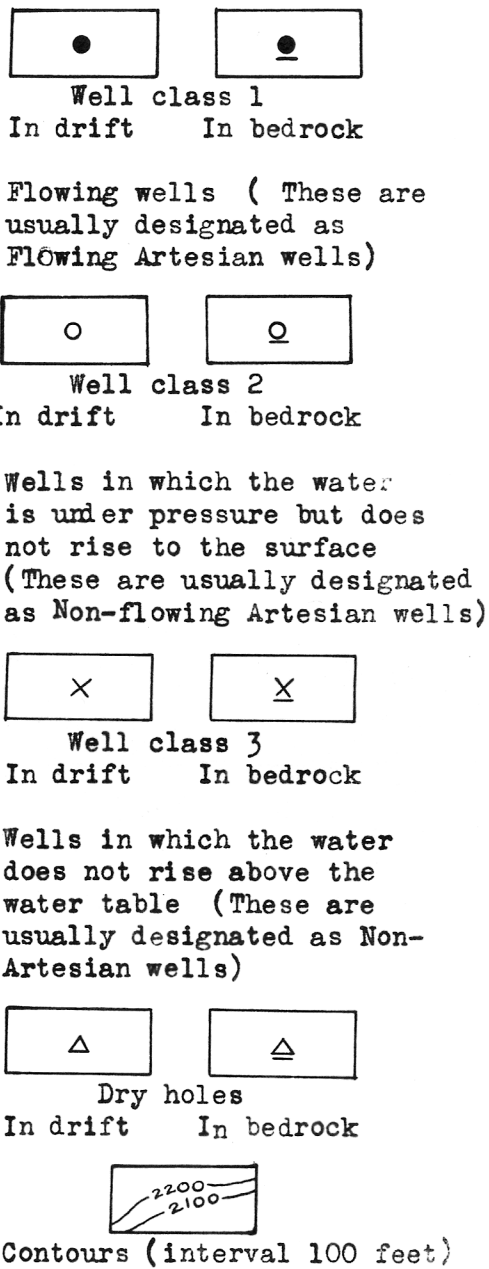 Well class 1
In drift In bedrock
Flowing wells ( These are
usually designated as
Flowing Artesian wells)
Well class 2
In drift In bedrock
Wells in which the water
is under pressure but does
not rise to the surface
(These are usually designated
as Non-flowing Artesian wells)
Well class 3
In drift In bedrock
Wells in which the water
does not rise above the
water table (These are
usually designated as Non-
Artesian wells)
Dry holes
In drift In bedrock
2200
2100
Contours (interval 100 feet)